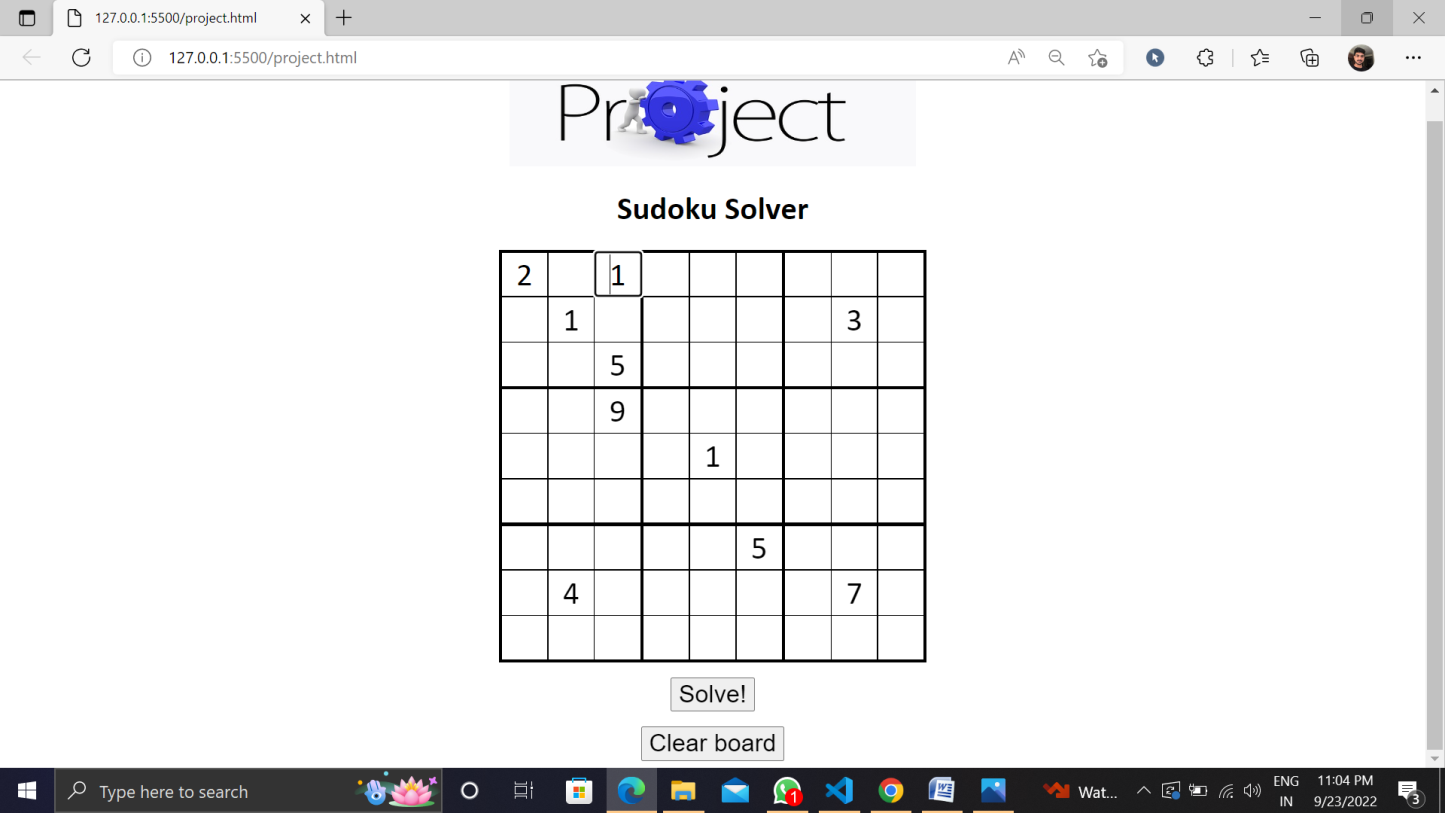 127.0.0.1:5500/project.html
127.0.0.1:5500/project.html
Project
Sudoku Solver
2 1
1 3
5
9
1
5
4 7
Solve!
Clear board
Type here to search
1
Wat...
ENG
IN
11:04 PM
9/23/2022
3